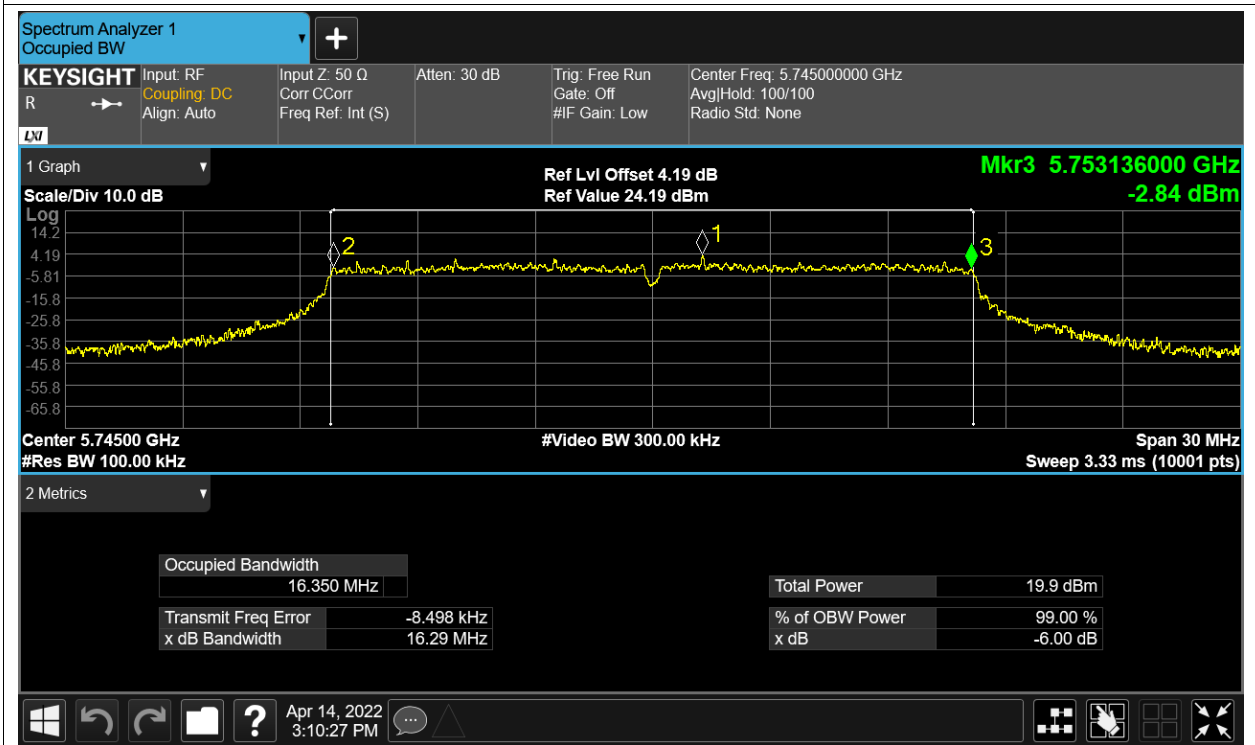 Spectrum Analyzer 1
Occupied BW
KEYSIGHT
R
LXI
Input: RF
Coupling: DC
Align: Auto
Input Z: 50 Ω
Corr CCorr
Freq Ref: Int (S)
Atten: 30 dB
Trig: Free Run
Gate: Off
#IF Gain: Low
Center Freq: 5.745000000 GHz
Avg|Hold: 100/100
Radio Std: None
1 Graph
Scale/Div 10.0 dB
Ref Lvl Offset 4.19 dB
Ref Value 24.19 dBm
Mkr3 5.753136000 GHz
-2.84 dBm
Log
14.2
4.19
-5.81
-15.8
-25.8
-35.8
-45.8
-55.8
-65.8
2
1
3
Center 5.74500 GHz
#Res BW 100.00 kHz
#Video BW 300.00 kHz
Span 30 MHz
Sweep 3.33 ms (10001 pts)
2 Metrics
Occupied Bandwidth
16.350 MHz
Transmit Freq Error -8.498 kHz
x dB Bandwidth 16.29 MHz
Total Power 19.9 dBm
% of OBW Power 99.00 %
x dB -6.00 dB
?
Apr 14, 2022
3:10:27 PM